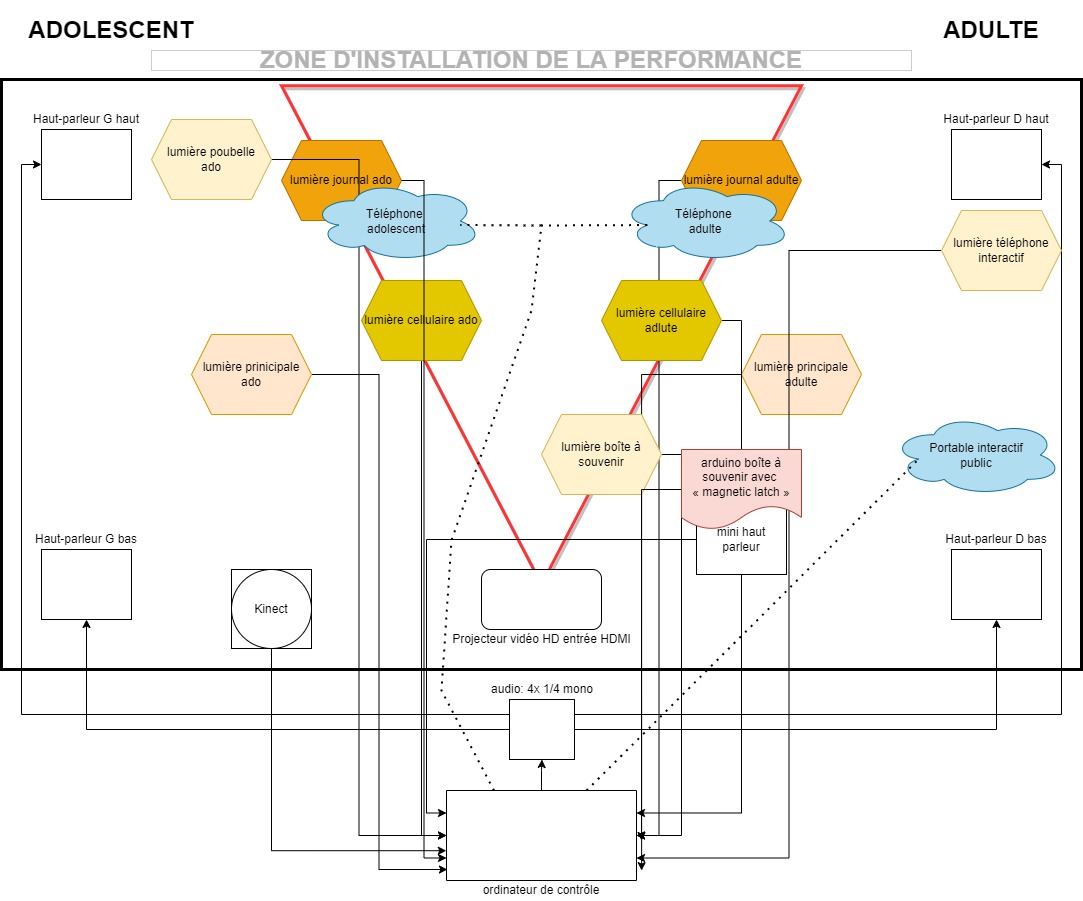 ADOLESCENT
ADULTE
ZONE D'INSTALLATION DE LA PERFORMANCE
Haut-parleur G haut
Haut-parleur D haut
lumière poubelle
ado
lumière journal ado
lumière journal adulte
Téléphone
adolescent
Téléphone
adulte
lumière téléphone
interactif
lumière cellulaire ado
lumière cellulaire
adlute
lumière prinicipale
ado
lumière principale
adulte
lumière boîte à
souvenir
arduino boîte à
souvenir avec
« magnetic latch »
Portable interactif
public
mini haut
parleur
Haut-parleur G bas
Haut-parleur D bas
Kinect
Projecteur vidéo HD entrée HDMI
audio: 4x 1/4 mono
ordinateur de contrôle